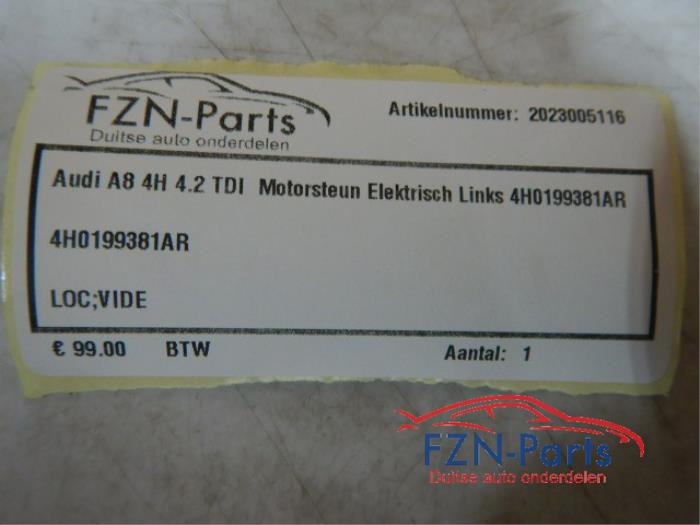 FZN-Parts
Duitse auto onderdelen
Artikelnummer: 2023005116
Audi A8 4H 4.2 TDI Motorsteun Elektrisch Links 4H0199381AR
4H0199381AR
LOC;VIDE
€ 99.00 BTW Aantal: 1
FZN-Parts
Duitse auto onderdelen